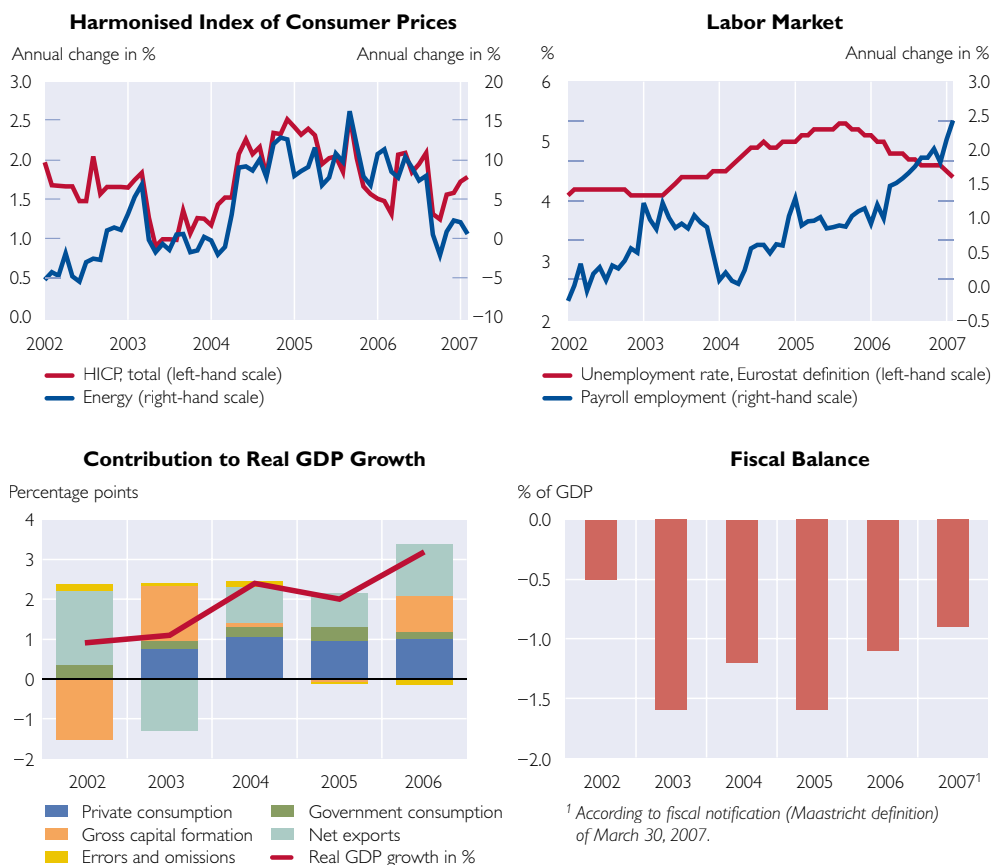 Harmonised Index of Consumer Prices
Annual change in %
Annual change in %
3.0
2.5
2.0
1.5
1.0
0.5
0.0
20
15
10
5
0
−5
−10
2002 2003 2004 2005 2006 2007
HICP, total (left-hand scale)
Energy (right-hand scale)
Labor Market
%
Annual change in %
6
5
4
3
2
3.0
2.5
2.0
1.5
1.0
0.5
0.0
−0.5
2002 2003 2004 2005 2006 2007
Unemployment rate, Eurostat definition (left-hand scale)
Payroll employment (right-hand scale)
Contribution to Real GDP Growth
Percentage points
4
3
2
1
0
−1
−2
2002 2003 2004 2005 2006
Private consumption
Government consumption
Gross capital formation
Net exports
Errors and omissions
Real GDP growth in %
Fiscal Balance
% of GDP
0.0
−0.5
−1.0
−1.5
−2.0
2002 2003 2004 2005 2006 2007¹
¹ According to fiscal notification (Maastricht definition)
of March 30, 2007.